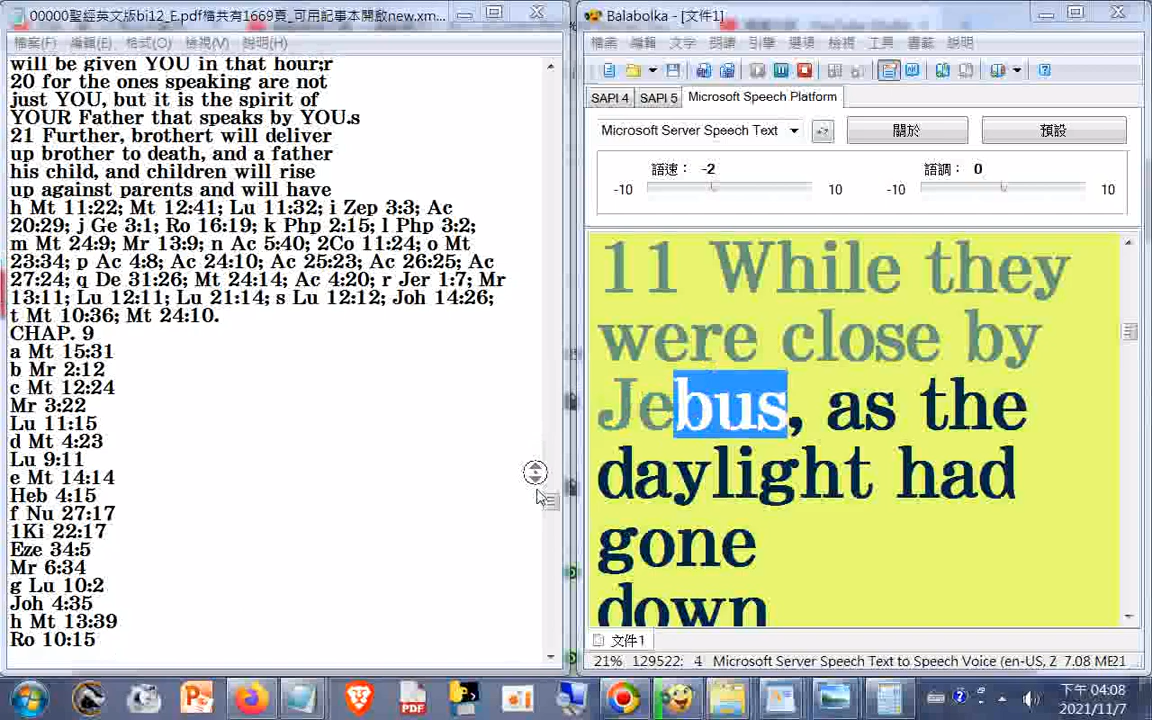 00000聖經英文版bi12_E.pdf檔共有1669頁_可用記事本開啟new.xm...
檔案(F) 編輯(E) 格式(O) 檢視(V) 說明(H)
will be given YOU in that hour;r
20 for the ones speaking are not
just YOU, but it is the spirit of
YOUR Father that speaks by YOU.s
21 Further, brothert will deliver
up brother to death, and a father
his child, and children will rise
up against parents and will have
h Mt 11:22; Mt 12:41; Lu 11:32; i Zep 3:3; Ac
20:29; j Ge 3:1; Ro 16:19; k Php 2:15; l Php 3:2;
m Mt 24:9; Mr 13:9; n Ac 5:40; 2Co 11:24; o Mt
23:34; p Ac 4:8; Ac 24:10; Ac 25:23; Ac 26:25; Ac
27:24; q De 31:26; Mt 24:14; Ac 4:20; r Jer 1:7; Mr
13:11; Lu 12:11; Lu 21:14; s Lu 12:12; Joh 14:26;
t Mt 10:36; Mt 24:10.
CHAP. 9
a Mt 15:31
b Mr 2:12
c Mt 12:24
Mr 3:22
Lu 11:15
d Mt 4:23
Lu 9:11
e Mt 14:14
Heb 4:15
f Nu 27:17
1Ki 22:17
Eze 34:5
Mr 6:34
g Lu 10:2
Joh 4:35
h Mt 13:39
Ro 10:15
Balabolka - [文件1]
檔案 編輯 文字 朗讀 引擎 選項 檢視 工具 書籤 說明
SAPI 4 SAPI 5 Microsoft Speech Platform
Microsoft Server Speech Text 關於 預設
語速: -2 語調: 0
-10 10 -10 10
11 While they
were close by
Jebus, as the
daylight had
gone
down
文件1
21% 129522: 4 Microsoft Server Speech Text to Speech Voice (en-US, Z 7.08 ME21
PDF
下午 04:08
2021/11/7